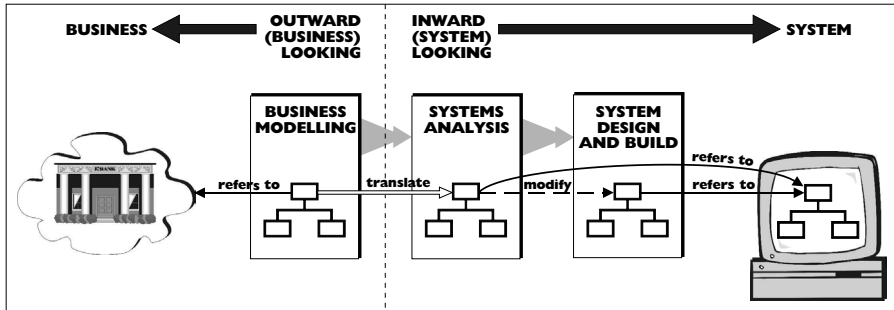 BUSINESS
OUTWARD
(BUSINESS)
LOOKING
INWARD
(SYSTEM)
LOOKING
SYSTEM
BUSINESS
MODELLING
SYSTEMS
ANALYSIS
SYSTEM
DESIGN
AND BUILD
BANK
refers to
translate
modify
refers to
refers to